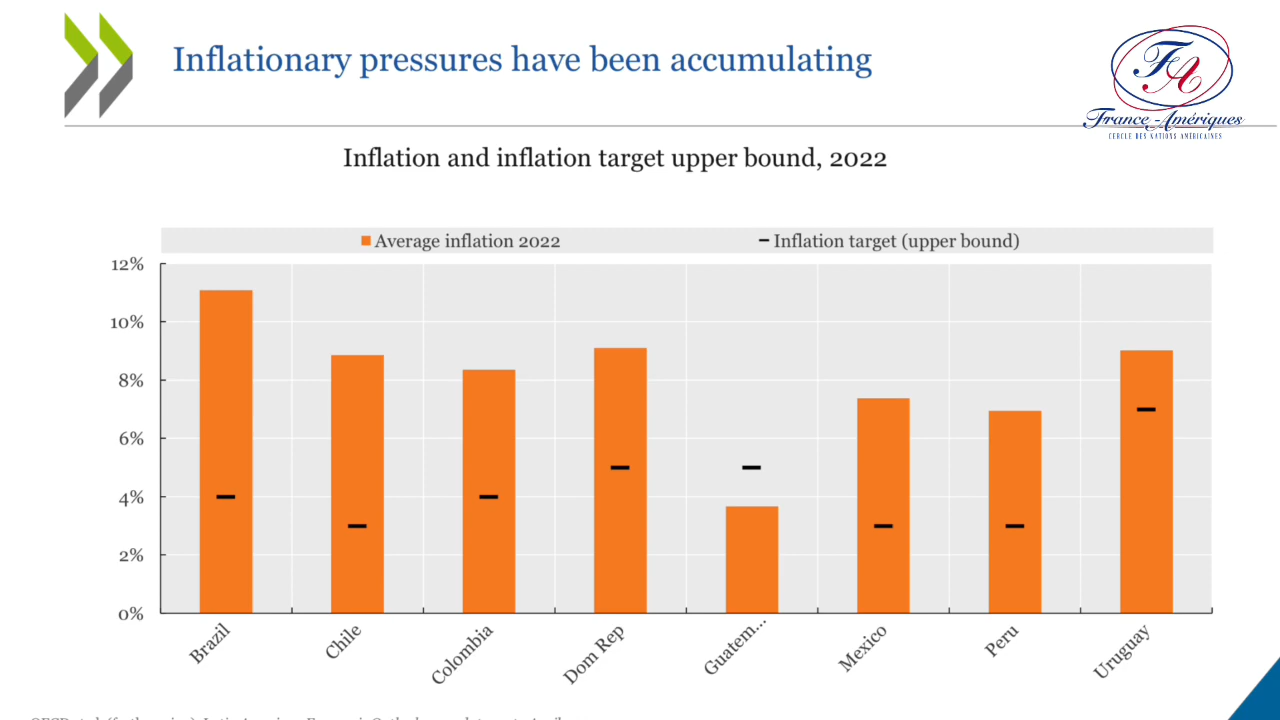 Inflationary pressures have been accumulating
FA
France-Amériques
CERCLE DES NATIONS AMÉRICAINES
Inflation and inflation target upper bound, 2022
Average inflation 2022
Inflation target (upper bound)
12%
10%
8%
6%
4%
2%
0%
Brazil
Chile
Colombia
Dom Rep
Guatem...
Mexico
Peru
Uruguay